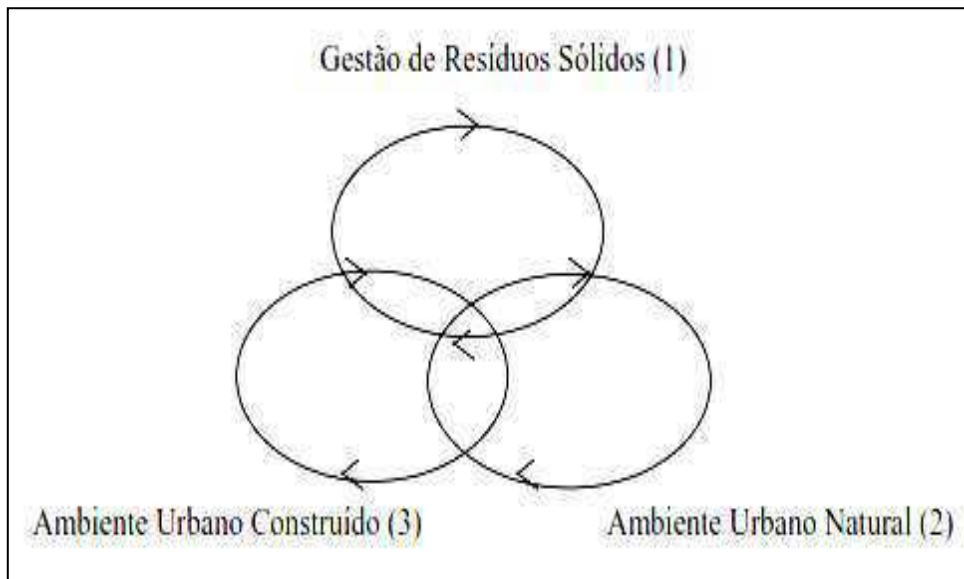 Gestão de Resíduos Sólidos (1)
Ambiente Urbano Construído (3)
Ambiente Urbano Natural (2)